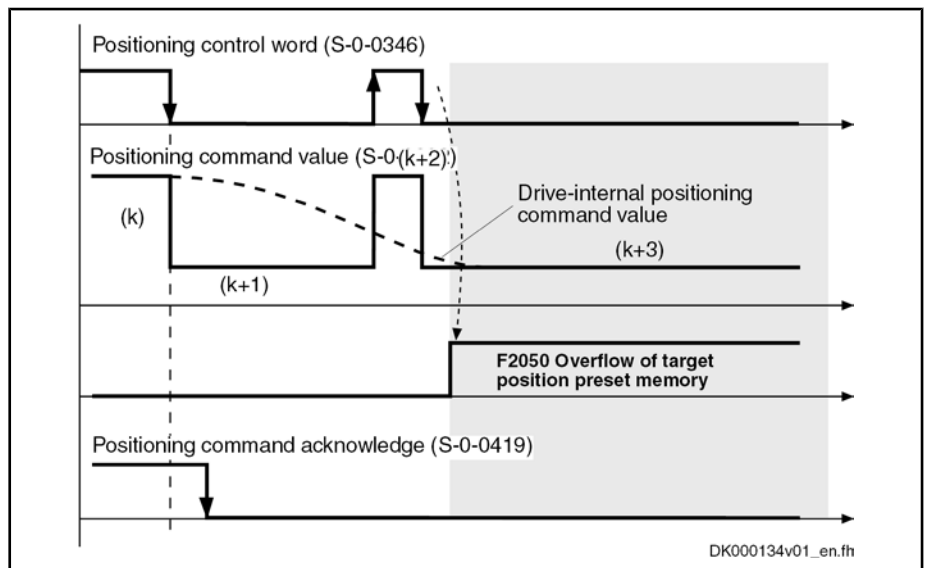 Positioning control word (S-0-0346)
Positioning command value (S-0-
(k+2)
(k)
Drive-internal positioning
command value
(k+3)
(k+1)
F2050 Overflow of target
position preset memory
Positioning command acknowledge (S-0-0419)
DK000134v01_en.fh